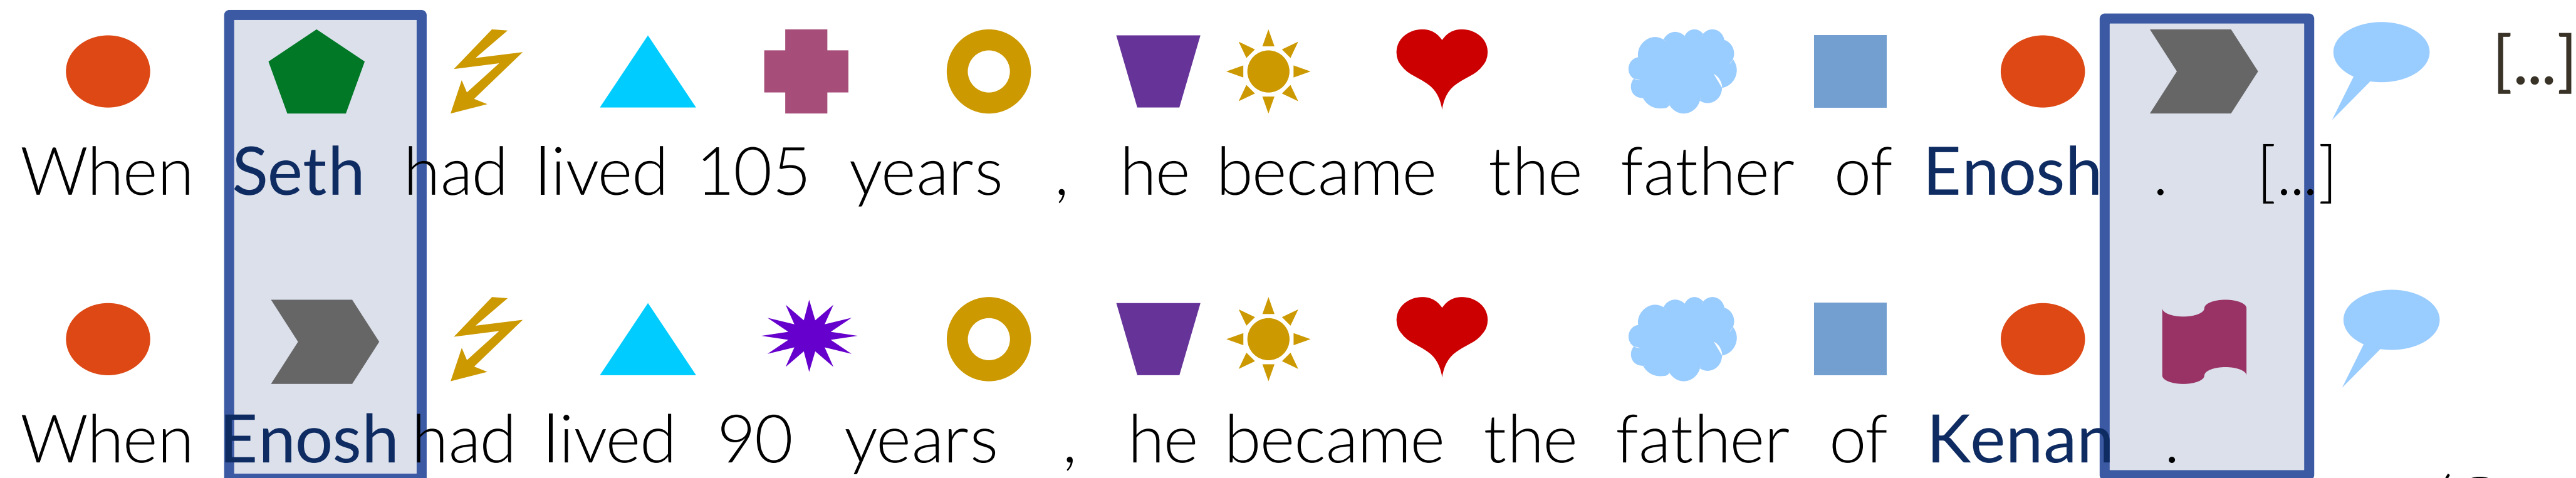 [...]
When Seth had lived 105 years , he became the father of Enosh . [...]
When Enosh had lived 90 years , he became the father of Kenan .